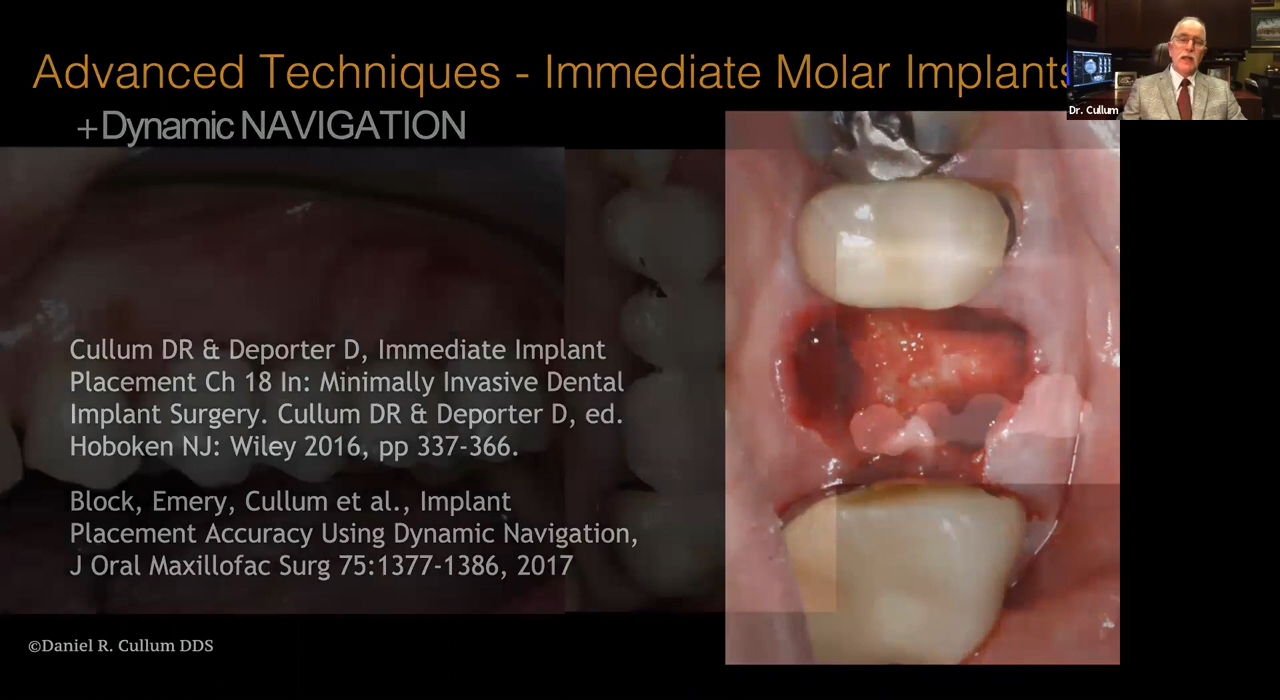 Advanced Techniques - Immediate Molar Implants
+Dynamic NAVIGATION
Dr. Cullum
Cullum DR & Deporter D, Immediate Implant
Placement Ch 18 In: Minimally Invasive Dental
Implant Surgery. Cullum DR & Deporter D, ed.
Hoboken NJ: Wiley 2016, pp 337-366.
Block, Emery, Cullum et al., Implant
Placement Accuracy Using Dynamic Navigation,
J Oral Maxillofac Surg 75:1377-1386, 2017
©Daniel R. Cullum DDS